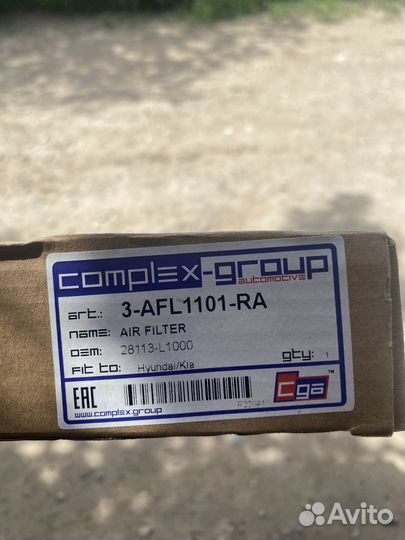 complex-group
automotive
art.: 3-AFL1101-RA
name: AIR FILTER
oem: 28113-L1000
Fit to: Hyundai/Kia
qty: 1
EAC
www.complex.group
Cga ™
Avito